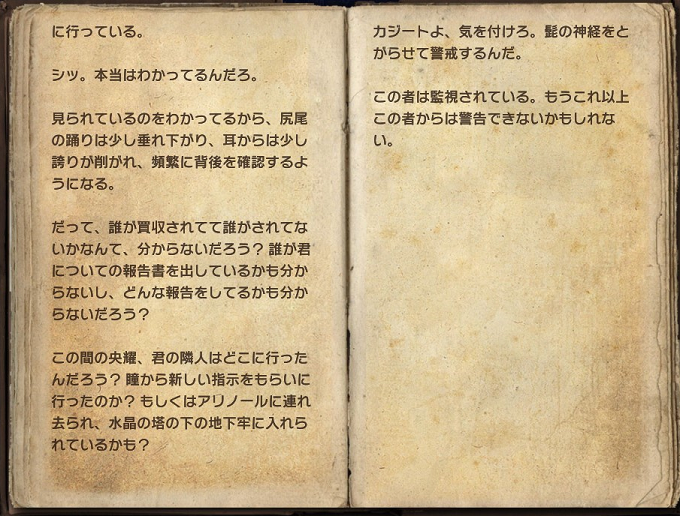 に行っている。
シッ。本当はわかってるんだろ。
見られているのをわかってるから、尻尾
の踊りは少し垂れ下がり、耳からは少し
誇りが削がれ、頻繁に背後を確認するよ
うになる。
だって、誰が買収されてて誰がされてな
いかなんて、分からないだろう? 誰が君
についての報告書を出しているかも分か
らないし、どんな報告をしてるかも分か
らないだろう?
この間の央耀、君の隣人はどこに行った
んだろう? 瞳から新しい指示をもらいに
行ったのか? もしくはアリノールに連れ
去られ、水晶の塔の下の地下牢に入れら
れているかも?
カジートよ、気を付けろ。髭の神経をと
がらせて警戒するんだ。
この者は監視されている。もうこれ以上
この者からは警告できないかもしれな
い。